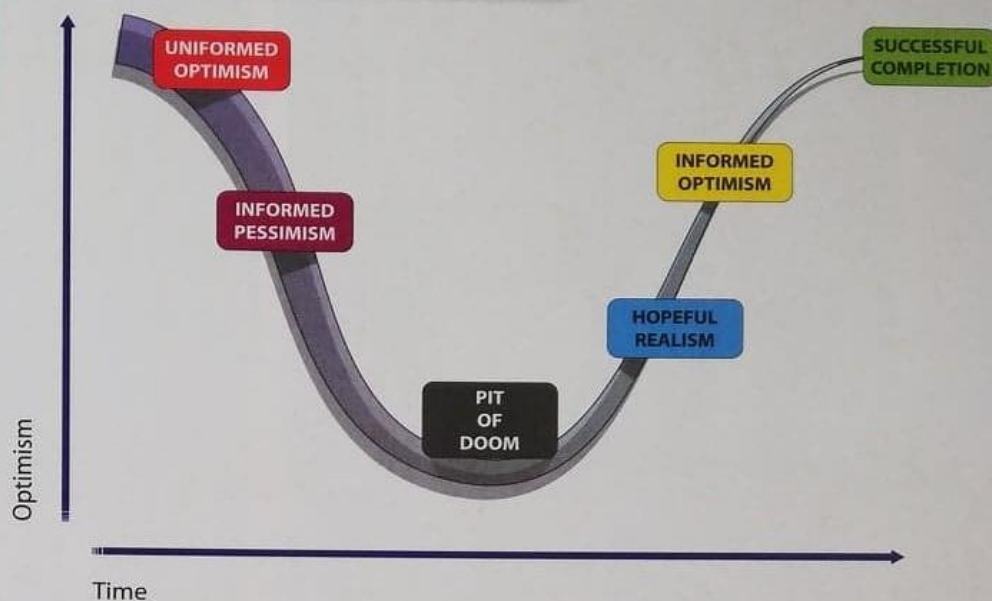 UNIFORMED
OPTIMISM
SUCCESSFUL
COMPLETION
INFORMED
OPTIMISM
INFORMED
PESSIMISM
HOPEFUL
REALISM
PIT
OF
DOOM
Optimism
Time